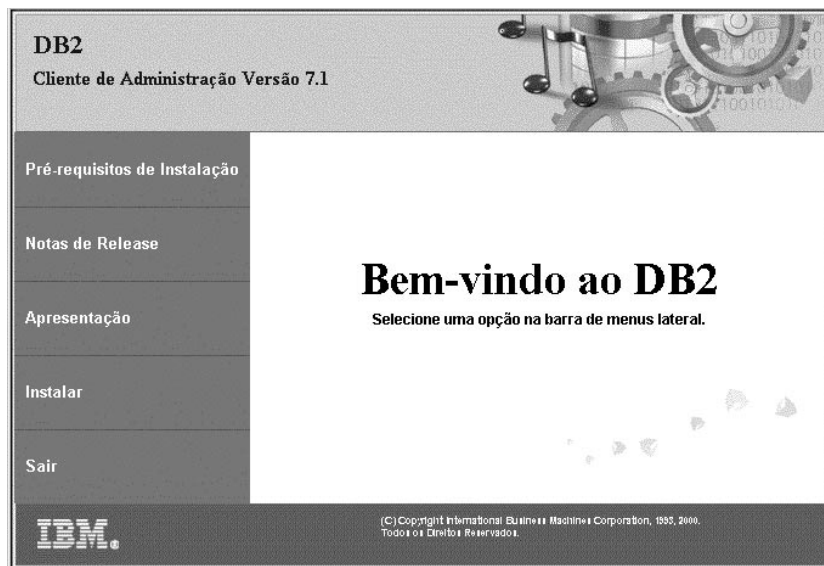 DB2
Cliente de Administração Versão 7.1
Pré-requisitos de Instalação
Notas de Release
Apresentação
Instalar
Sair
Bem-vindo ao DB2
Selecione uma opção na barra de menus lateral.
IBM.
(C) Copyright International Business Machines Corporation, 1993, 2000.
Todos os Direitos Reservados.